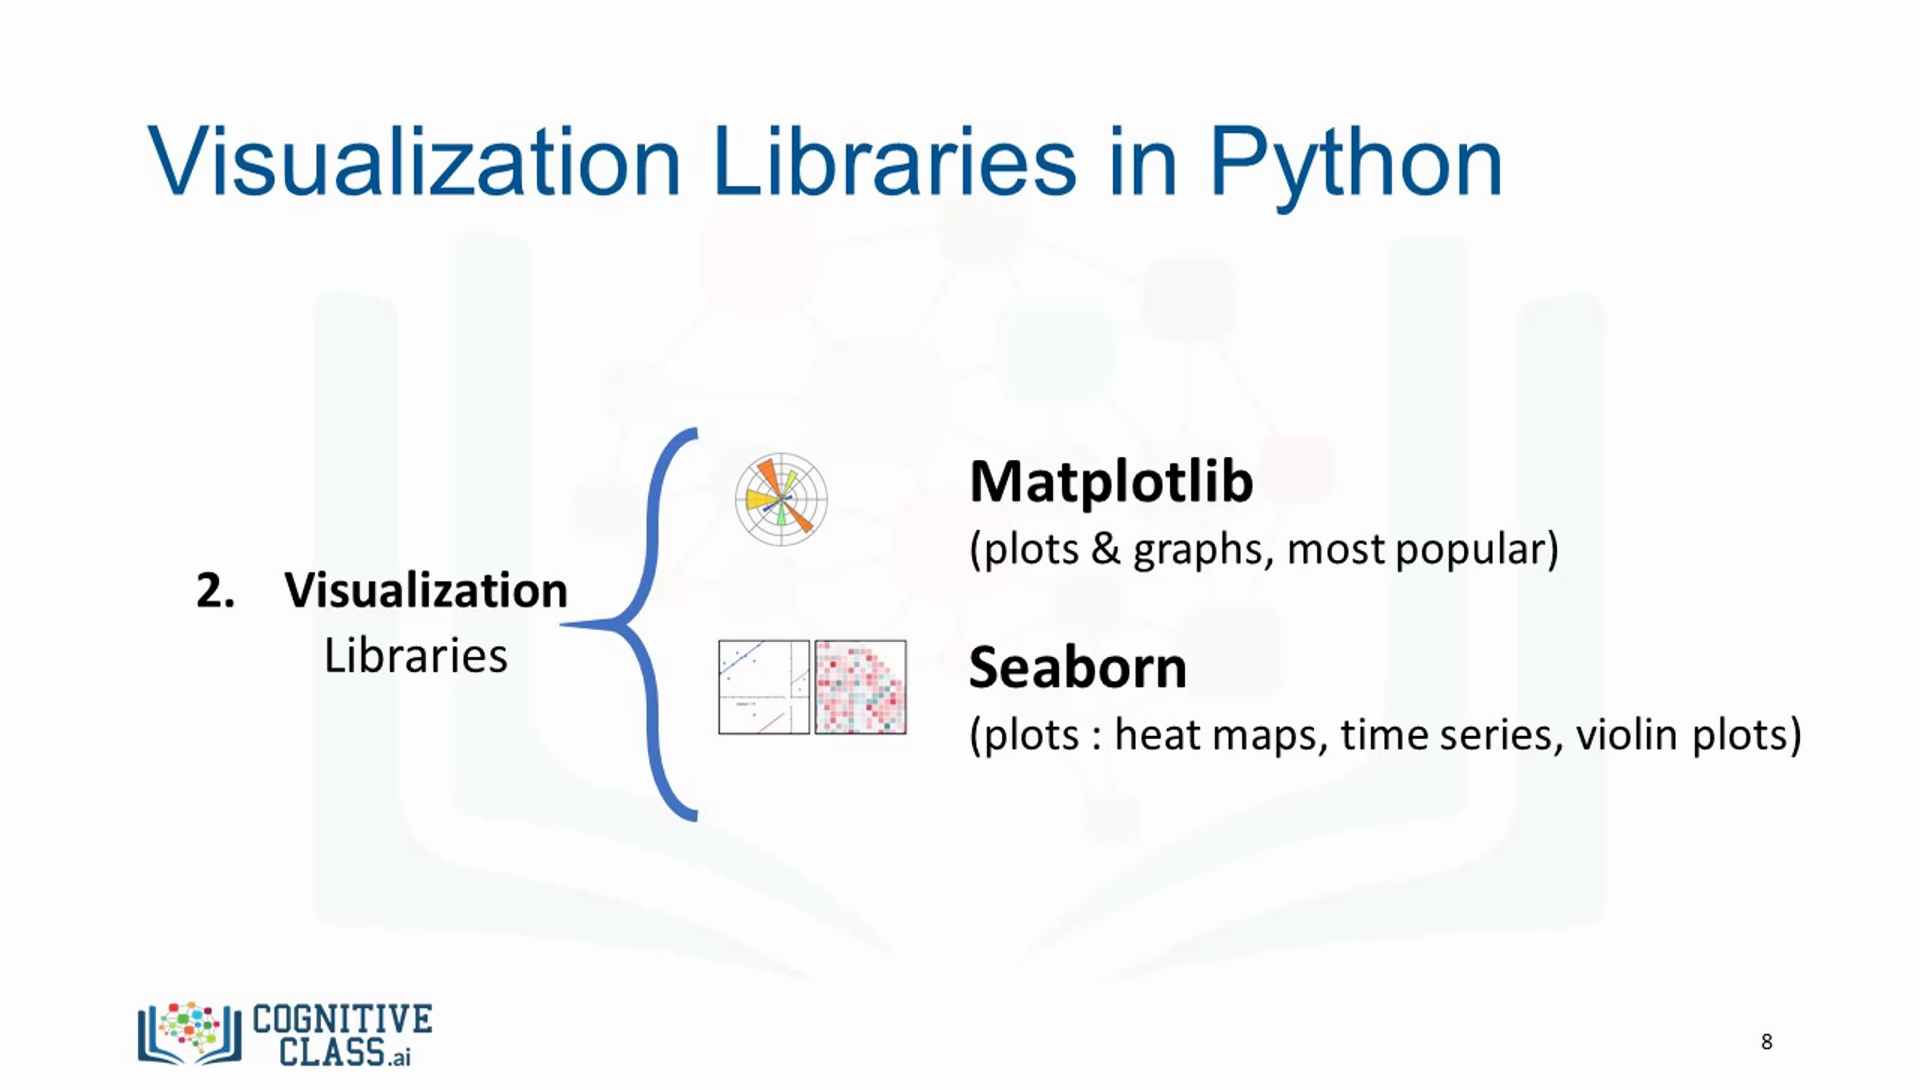 Visualization Libraries in Python
2. Visualization
Libraries
Matplotlib
(plots & graphs, most popular)
Seaborn
(plots : heat maps, time series, violin plots)
COGNITIVE
CLASS.ai
8